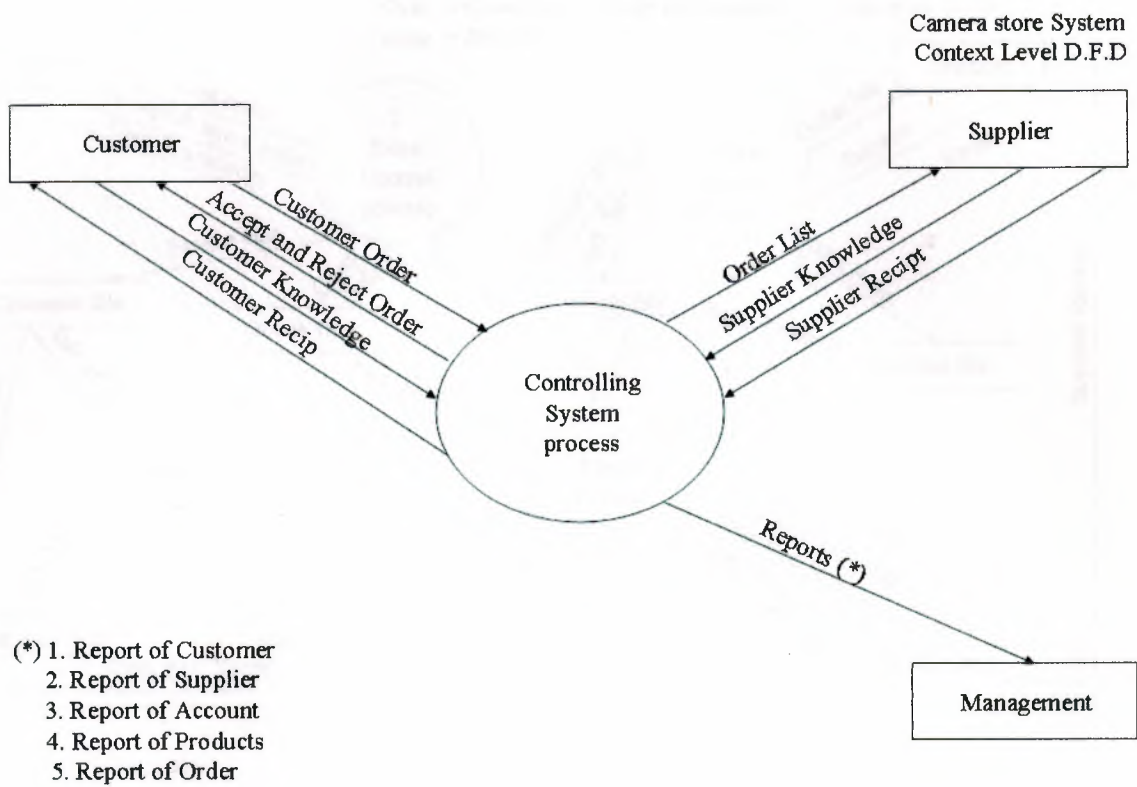 Camera store System
Context Level D.F.D
Customer
Supplier
Customer Order
Accept and Reject Order
Customer Knowledge
Customer Recip
Order List
Supplier Knowledge
Supplier Recipt
Controlling
System
process
Reports (*)
Management
(*) 1. Report of Customer
2. Report of Supplier
3. Report of Account
4. Report of Products
5. Report of Order